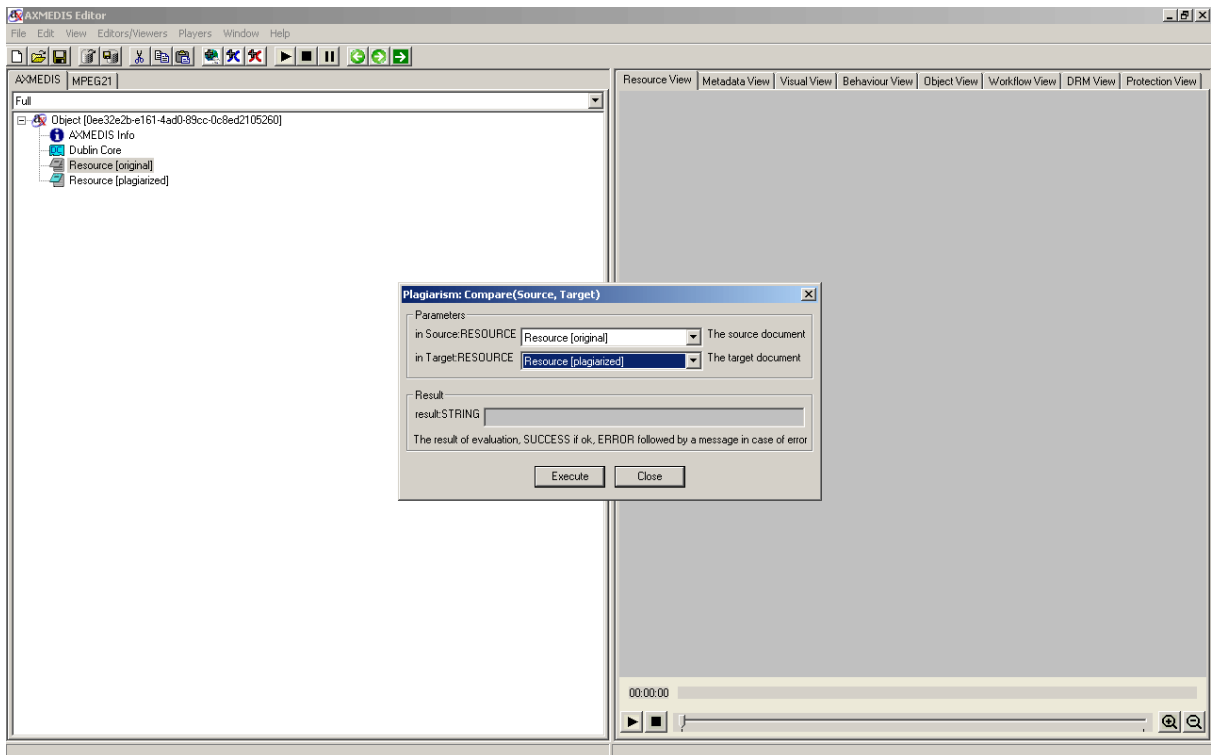 AXMEDIS Editor
File Edit View Editors/Viewers Players Window Help
AXMEDIS MPEG21
Resource View Metadata View Visual View Behaviour View Object View Workflow View DRM View Protection View
Full
Object [0ee32e2b-e161-4ad0-89cc-0c8ed2105260]
AXMEDIS Info
Dublin Core
Resource [original]
Resource [plagiarized]
Plagiarism: Compare(Source, Target)
Parameters
in Source:RESOURCE Resource [original] The source document
in Target:RESOURCE Resource [plagiarized] The target document
Result
result:STRING
The result of evaluation, SUCCESS if ok, ERROR followed by a message in case of error
Execute Close
00:00:00